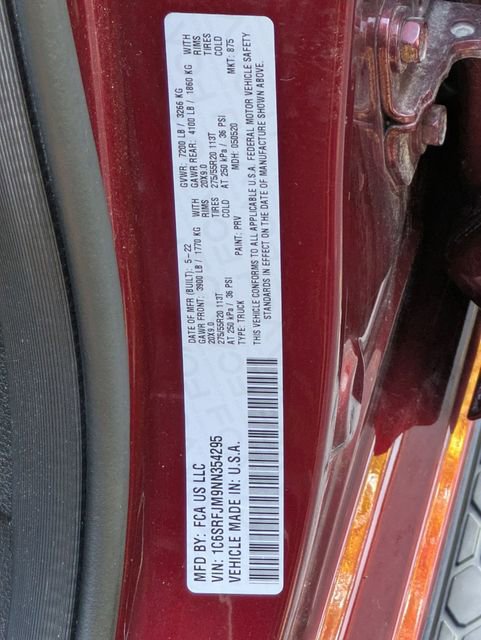 MFD BY: FCA US LLC
DATE OF MFR (BUILT): 5-22
GVWR: 7200 LB / 3266 KG
GAWR FRONT: 3900 LB / 1770 KG WITH
GAWR REAR: 4100 LB / 1860 KG WITH
20X9.0 RIMS
20X9.0 RIMS
275/55R20 113T TIRES
275/55R20 113T TIRES
AT 250 kPa / 36 PSI COLD
AT 250 kPa / 36 PSI COLD
TYPE: TRUCK
PAINT: PRV
MDH: 050520
MKT: 875
THIS VEHICLE CONFORMS TO ALL APPLICABLE U.S.A. FEDERAL MOTOR VEHICLE SAFETY
STANDARDS IN EFFECT ON THE DATE OF MANUFACTURE SHOWN ABOVE.
VIN: 1C6SRFJM9NN354295
VEHICLE MADE IN: U.S.A.